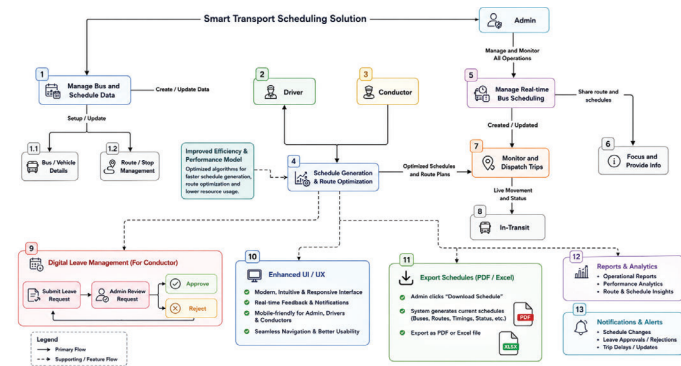 Smart Transport Scheduling Solution
Admin
Manage and Monitor
All Operations
1
Manage Bus and
Schedule Data
Create / Update Data
Setup / Update
1.1
Bus / Vehicle
Details
1.2
Route / Stop
Management
2
Driver
3
Conductor
5
Manage Real-time
Bus Scheduling
Share route and
schedules
Created / Updated
6
Focus and
Provide Info
Improved Efficiency &
Performance Model
Optimized algorithms for
faster schedule generation,
route optimization and
lower resource usage.
4
Schedule Generation
& Route Optimization
Optimized Schedules
and Route Plans
7
Monitor and
Dispatch Trips
Live Movement
and Status
8
In-Transit
9
Digital Leave Management (For Conductor)
Submit Leave
Request
Admin Review
Request
Approve
Reject
10
Enhanced UI / UX
Modern, Intuitive & Responsive Interface
Real-time Feedback & Notifications
Mobile-friendly for Admin, Drivers
& Conductors
Seamless Navigation & Better Usability
11
Export Schedules (PDF / Excel)
Admin clicks "Download Schedule"
System generates current schedules
(Buses, Routes, Timings, Status, etc.)
PDF
Export as PDF or Excel file
XLSX
12
Reports & Analytics
• Operational Reports
• Performance Analytics
• Route & Schedule Insights
13
Notifications & Alerts
• Schedule Changes
• Leave Approvals / Rejections
• Trip Delays / Updates
Legend
Primary Flow
Supporting / Feature Flow